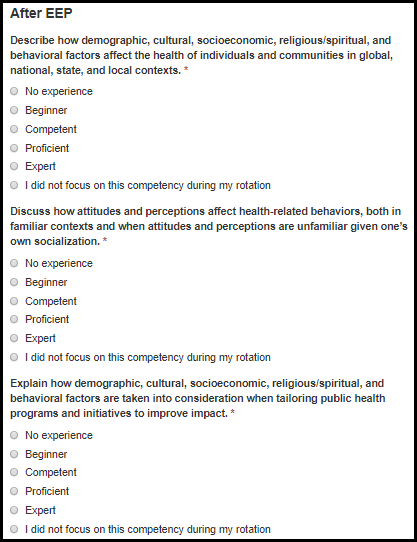 After EEP
Describe how demographic, cultural, socioeconomic, religious/spiritual, and
behavioral factors affect the health of individuals and communities in global,
national, state, and local contexts. *
No experience
Beginner
Competent
Proficient
Expert
I did not focus on this competency during my rotation
Discuss how attitudes and perceptions affect health-related behaviors, both in
familiar contexts and when attitudes and perceptions are unfamiliar given one's
own socialization. *
No experience
Beginner
Competent
Proficient
Expert
I did not focus on this competency during my rotation
Explain how demographic, cultural, socioeconomic, religious/spiritual, and
behavioral factors are taken into consideration when tailoring public health
programs and initiatives to improve impact. *
No experience
Beginner
Competent
Proficient
Expert
I did not focus on this competency during my rotation